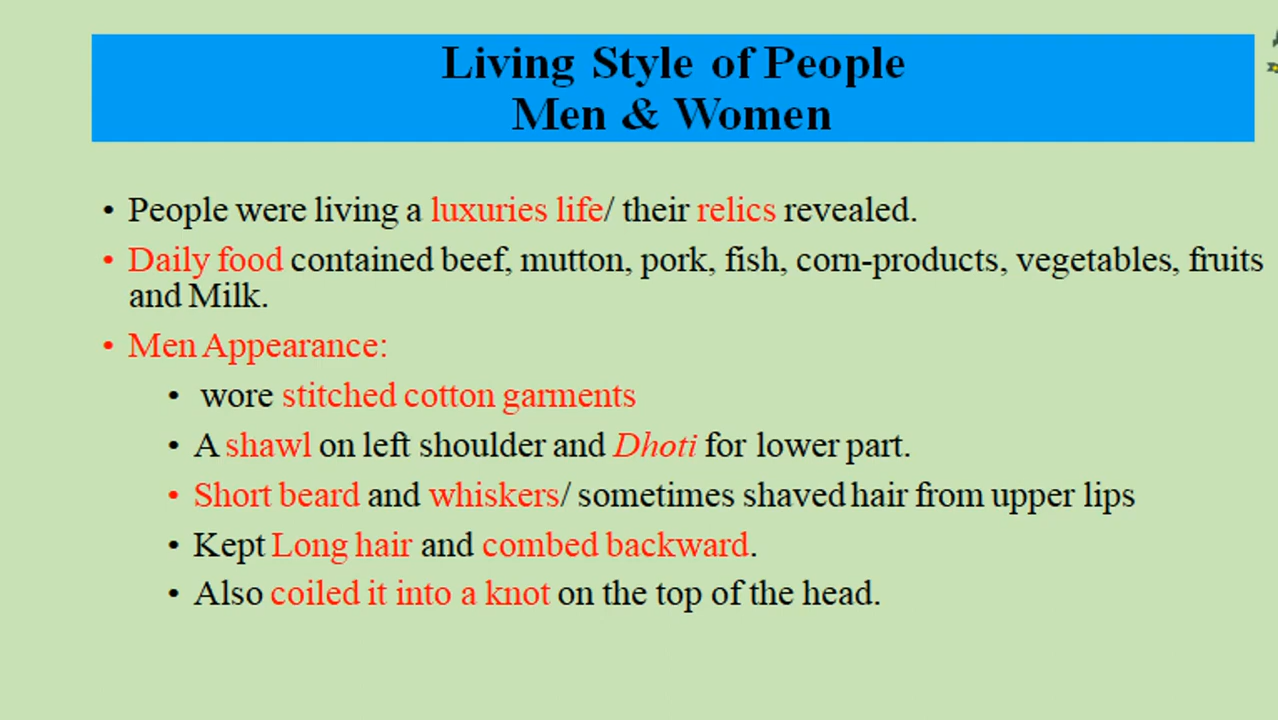 Living Style of People
Men & Women
• People were living a luxuries life/ their relics revealed.
• Daily food contained beef, mutton, pork, fish, corn-products, vegetables, fruits
and Milk.
• Men Appearance:
• wore stitched cotton garments
• A shawl on left shoulder and Dhoti for lower part.
• Short beard and whiskers/ sometimes shaved hair from upper lips
• Kept Long hair and combed backward.
• Also coiled it into a knot on the top of the head.